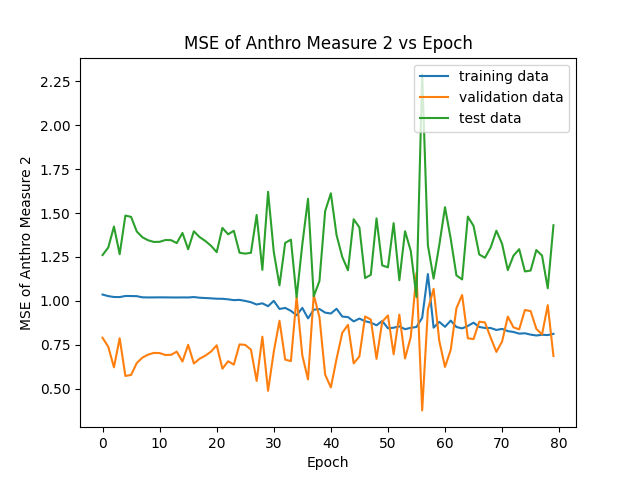 MSE of Anthro Measure 2 vs Epoch
training data
validation data
test data
MSE of Anthro Measure 2
2.25
2.00
1.75
1.50
1.25
1.00
0.75
0.50
0 10 20 30 40 50 60 70 80
Epoch